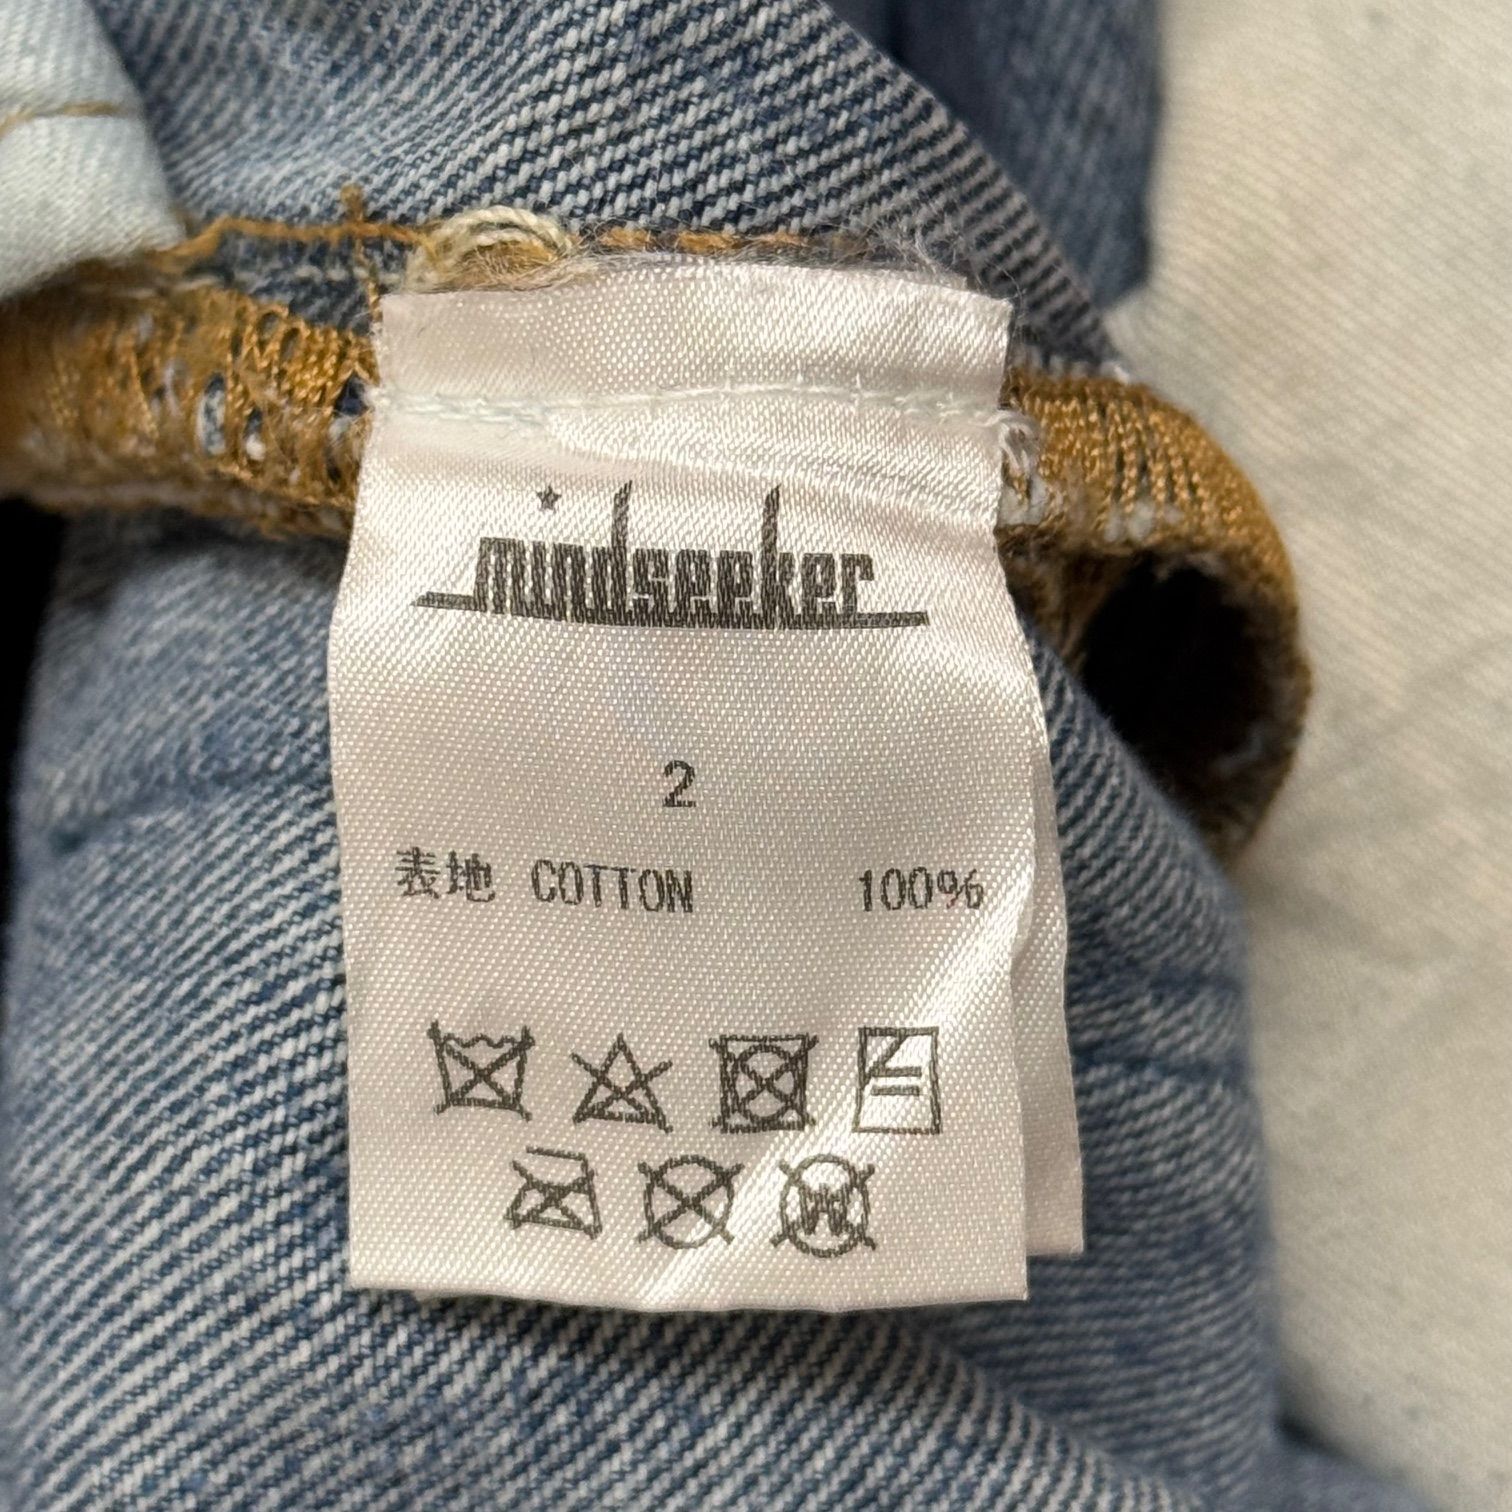 mindseeker
2
表地 COTTON 100%
W